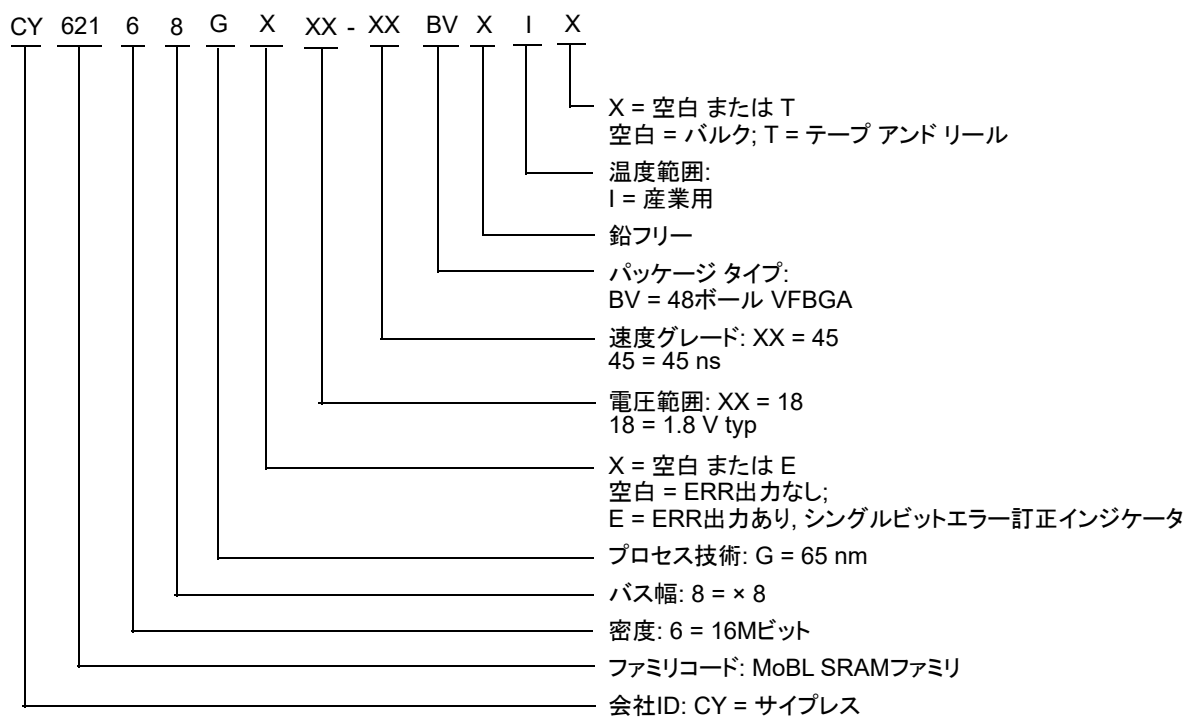 CY 621 6 8 G X XX - XX BV X I X
X = 空白 または T
空白 = バルク; T = テープ アンド リール
温度範囲:
I = 産業用
鉛フリー
パッケージ タイプ:
BV = 48ボール VFBGA
速度グレード: XX = 45
45 = 45 ns
電圧範囲: XX = 18
18 = 1.8 V typ
X = 空白 または E
空白 = ERR出力なし;
E = ERR出力あり, シングルビットエラー訂正インジケータ
プロセス技術: G = 65 nm
バス幅: 8 = × 8
密度: 6 = 16Mビット
ファミリコード: MoBL SRAMファミリ
会社ID: CY = サイプレス